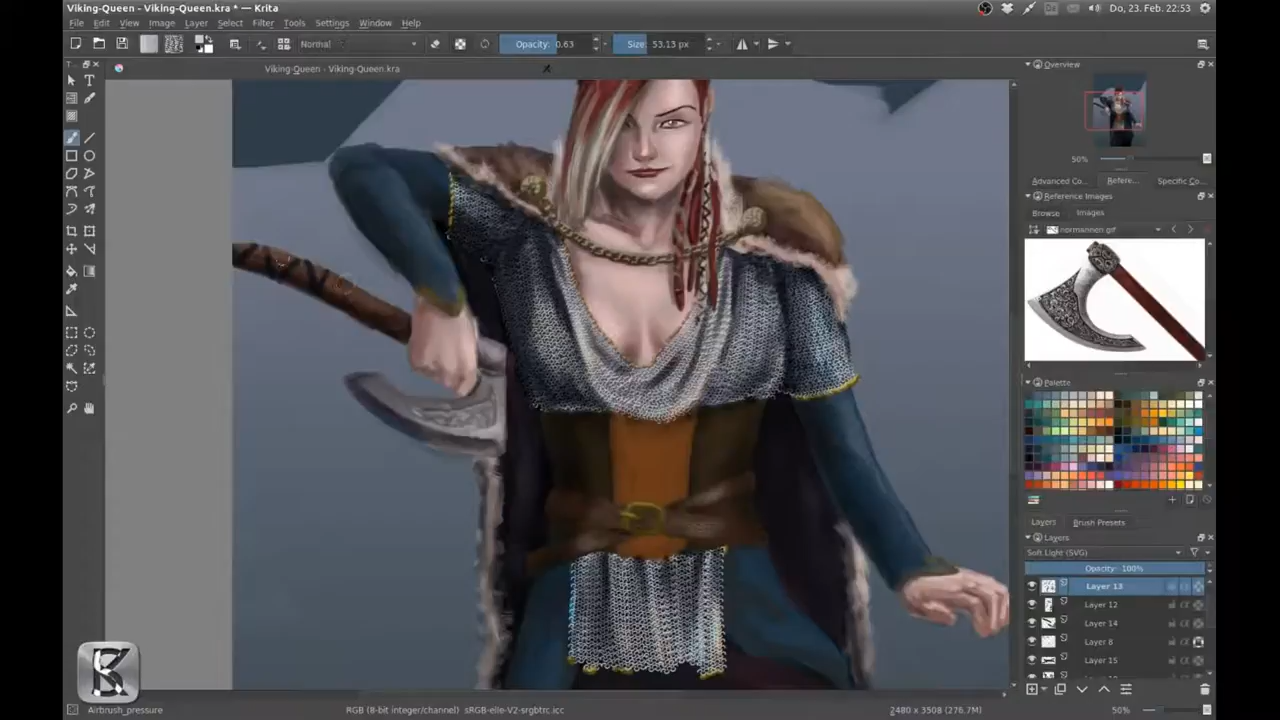 Viking-Queen - Viking-Queen.kra * — Krita
De
Do, 23. Feb. 22:53
File Edit View Image Layer Select Filter Tools Settings Window Help
Normal
Opacity: 0.63
Size: 53.13 px
Viking-Queen - Viking-Queen.kra
Overview
50%
Advanced Co...
Refere...
Specific Co...
Reference Images
Browse
Images
normannen.gif
Palette
Layers
Brush Presets
Layers
Soft Light (SVG)
Opacity: 100%
Layer 13
Layer 12
Layer 14
Layer 8
Layer 15
Airbrush_pressure
RGB (8-bit integer/channel) sRGB-elle-V2-srgbtrc.icc
2480 x 3508 (276.7M)
50%